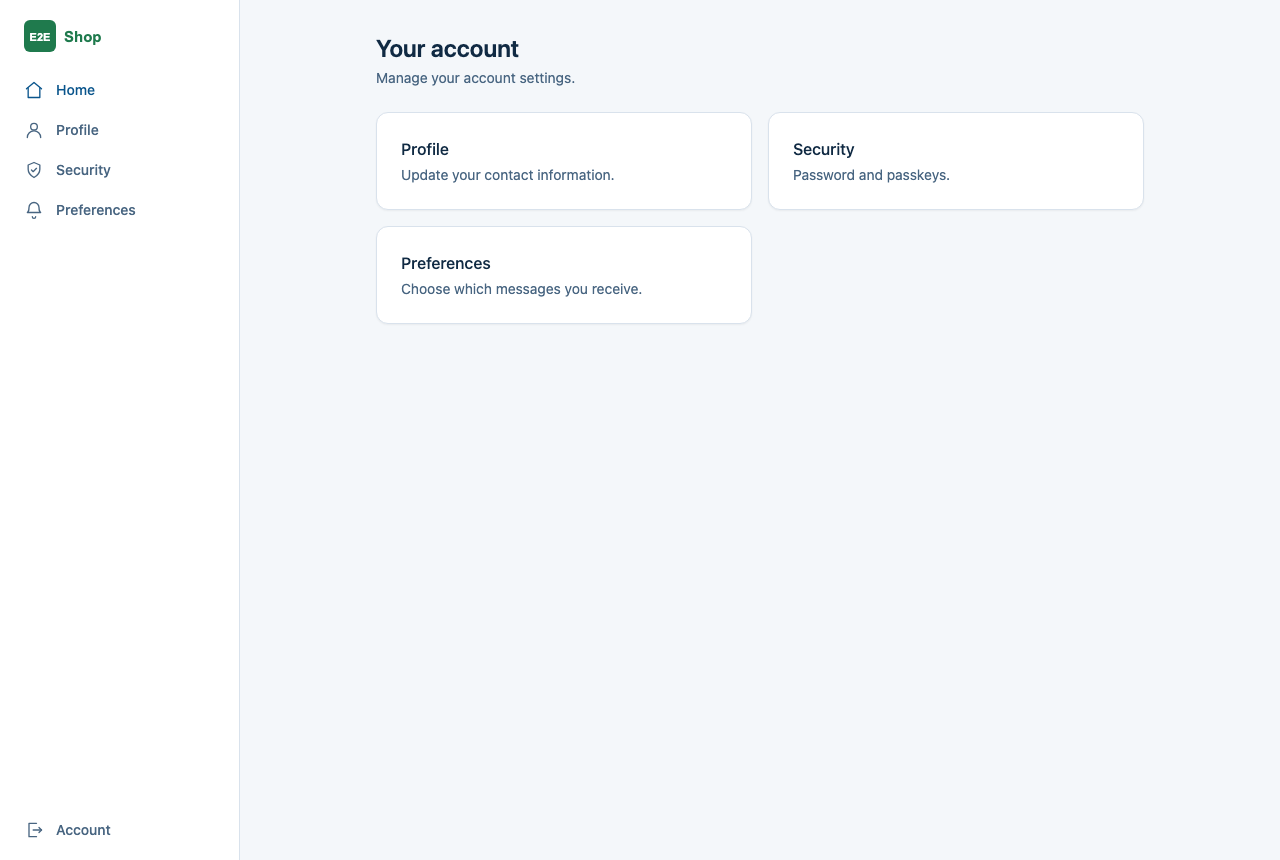 E2E Shop
Home
Profile
Security
Preferences
Account
Your account
Manage your account settings.
Profile
Update your contact information.
Security
Password and passkeys.
Preferences
Choose which messages you receive.